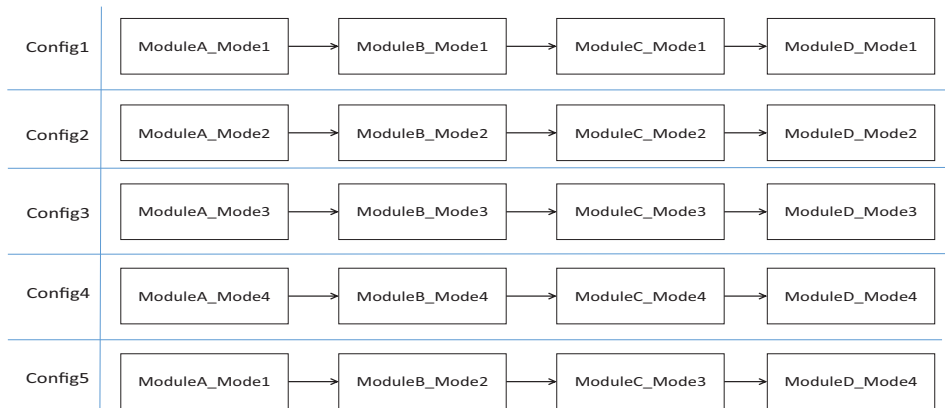 Config1 ModuleA_Mode1 ModuleB_Mode1 ModuleC_Mode1 ModuleD_Mode1
Config2 ModuleA_Mode2 ModuleB_Mode2 ModuleC_Mode2 ModuleD_Mode2
Config3 ModuleA_Mode3 ModuleB_Mode3 ModuleC_Mode3 ModuleD_Mode3
Config4 ModuleA_Mode4 ModuleB_Mode4 ModuleC_Mode4 ModuleD_Mode4
Config5 ModuleA_Mode1 ModuleB_Mode2 ModuleC_Mode3 ModuleD_Mode4